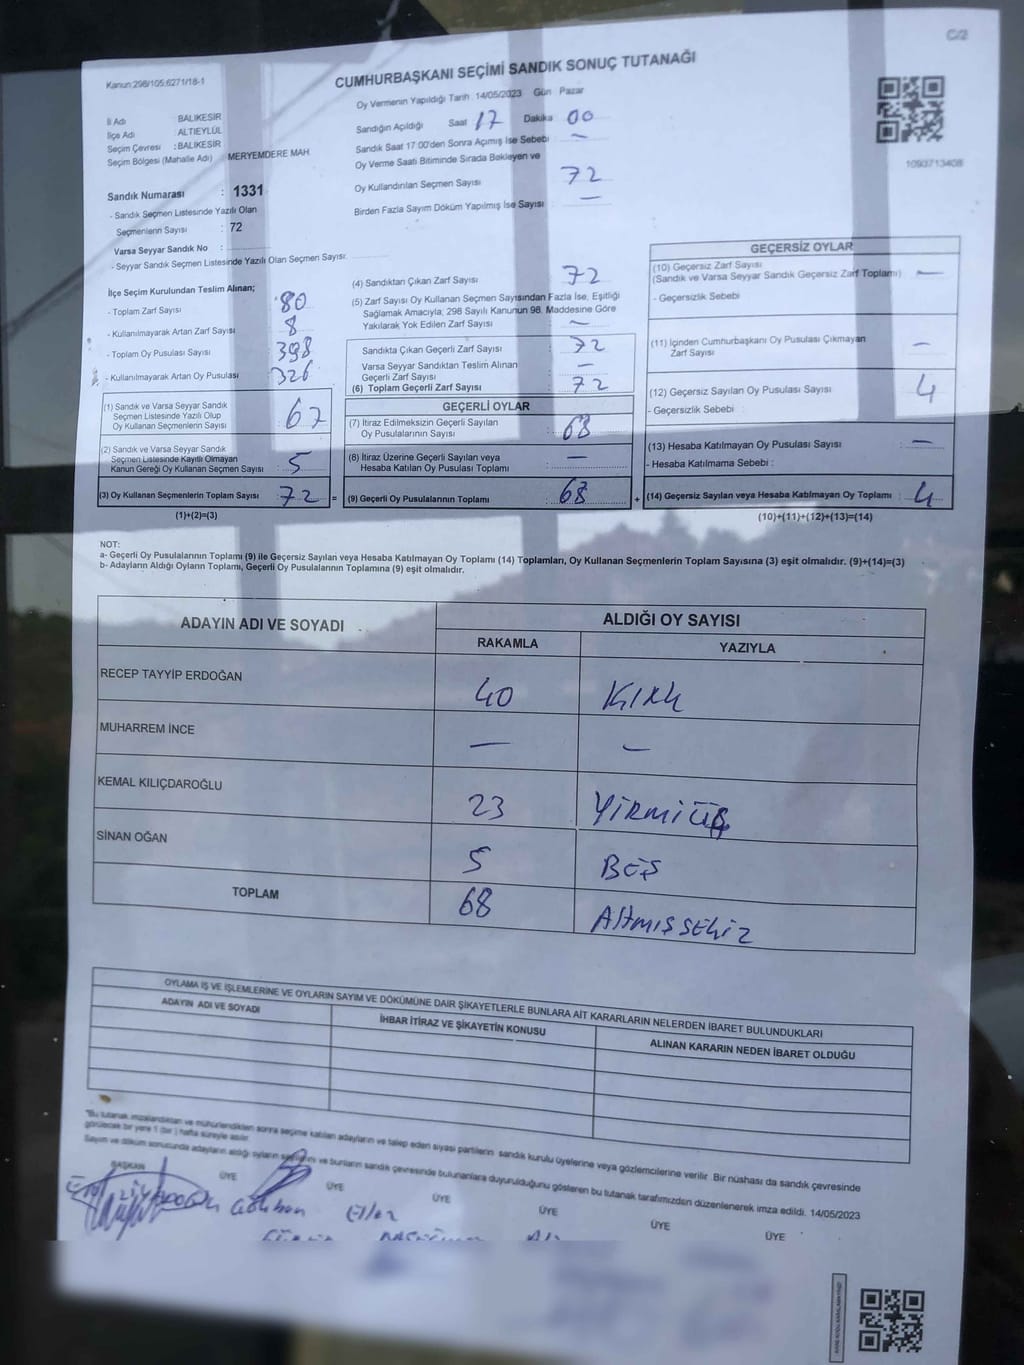 C/2
Kanun:298/105;6271/18-1
CUMHURBAŞKANI SEÇİMİ SANDIK SONUÇ TUTANAĞI
Oy Vermenin Yapıldığı Tarih : 14/05/2023 Gün : Pazar
İl Adı : BALIKESİR
İlçe Adı : ALTIEYLÜL
Seçim Çevresi : BALIKESİR
Seçim Bölgesi (Mahalle Adı) : MERYEMDERE MAH.
Sandık Numarası : 1331
- Sandık Seçmen Listesinde Yazılı Olan
Seçmenlerin Sayısı : 72
Varsa Seyyar Sandık No :
- Seyyar Sandık Seçmen Listesinde Yazılı Olan Seçmen Sayısı:
Sandığın Açıldığı Saat 17 Dakika 00
Sandık Saat 17:00'den Sonra Açımış İse Sebebi —
Oy Verme Saati Bitiminde Sırada Bekleyen ve
Oy Kullandırılan Seçmen Sayısı 72
Birden Fazla Sayım Döküm Yapılmış İse Sayısı —
1093713408
İlçe Seçim Kurulundan Teslim Alınan;
- Toplam Zarf Sayısı 80
- Kullanılmayarak Artan Zarf Sayısı 8
- Toplam Oy Pusulası Sayısı 398
- Kullanılmayarak Artan Oy Pusulası 326
(1) Sandık ve Varsa Seyyar Sandık
Seçmen Listesinde Yazılı Olup
Oy Kullanan Seçmenlerin Sayısı 67
(2) Sandık ve Varsa Seyyar Sandık
Seçmen Listesinde Kayıtlı Olmayan
Kanun Gereği Oy Kullanan Seçmen Sayısı 5
(3) Oy Kullanan Seçmenlerin Toplam Sayısı 72 =
(1)+(2)=(3)
(4) Sandıktan Çıkan Zarf Sayısı 72
(5) Zarf Sayısı Oy Kullanan Seçmen Sayısından Fazla İse, Eşitliği
Sağlamak Amacıyla; 298 Sayılı Kanunun 98. Maddesine Göre
Yakılarak Yok Edilen Zarf Sayısı —
Sandıkta Çıkan Geçerli Zarf Sayısı 72
Varsa Seyyar Sandıktan Teslim Alınan
Geçerli Zarf Sayısı —
(6) Toplam Geçerli Zarf Sayısı 72
GEÇERLİ OYLAR
(7) İtiraz Edilmeksizin Geçerli Sayılan
Oy Pusulalarının Sayısı 68
(8) İtiraz Üzerine Geçerli Sayılan veya
Hesaba Katılan Oy Pusulası Toplamı —
(9) Geçerli Oy Pusulalarının Toplamı 68 +
GEÇERSİZ OYLAR
(10) Geçersiz Zarf Sayısı
(Sandık ve Varsa Seyyar Sandık Geçersiz Zarf Toplamı) —
- Geçersizlik Sebebi
(11) İçinden Cumhurbaşkanı Oy Pusulası Çıkmayan
Zarf Sayısı —
(12) Geçersiz Sayılan Oy Pusulası Sayısı 4
- Geçersizlik Sebebi :
(13) Hesaba Katılmayan Oy Pusulası Sayısı —
- Hesaba Katılmama Sebebi :
(14) Geçersiz Sayılan veya Hesaba Katılmayan Oy Toplamı : 4
(10)+(11)+(12)+(13)=(14)
NOT:
a- Geçerli Oy Pusulalarının Toplamı (9) ile Geçersiz Sayılan veya Hesaba Katılmayan Oy Toplamı (14) Toplamları, Oy Kullanan Seçmenlerin Toplam Sayısına (3) eşit olmalıdır. (9)+(14)=(3)
b- Adayların Aldığı Oyların Toplamı, Geçerli Oy Pusulalarının Toplamına (9) eşit olmalıdır.
ADAYIN ADI VE SOYADI
ALDIĞI OY SAYISI
RAKAMLA YAZIYLA
RECEP TAYYİP ERDOĞAN 40 Kırk
MUHARREM İNCE — —
KEMAL KILIÇDAROĞLU 23 YİRMİÜÇ
SİNAN OĞAN 5 BEŞ
TOPLAM 68 AltMIŞ SEKİZ
OYLAMA İŞ VE İŞLEMLERİNE VE OYLARIN SAYIM VE DÖKÜMÜNE DAİR ŞİKAYETLERLE BUNLARA AİT KARARLARIN NELERDEN İBARET BULUNDUKLARI
ADAYIN ADI VE SOYADI
İHBAR İTİRAZ VE ŞİKAYETİN KONUSU
ALINAN KARARIN NEDEN İBARET OLDUĞU
*Bu tutanak imzalandıktan ve mühürlendikten sonra seçime katılan adayların ve talep eden siyasi partilerin sandık kurulu üyelerine veya gözlemcilerine verilir. Bir nüshası da sandık çevresinde
görülecek bir yere 1 (bir) hafta süreyle asılır.
Sayım ve döküm sonucunda adayların aldığı oyların sayılarını ve bunların sandık çevresinde bulunanlara duyurulduğunu gösteren bu tutanak tarafımızdan düzenlenerek imza edildi. 14/05/2023
BAŞKAN ÜYE ÜYE ÜYE ÜYE ÜYE ÜYE
Gökhan